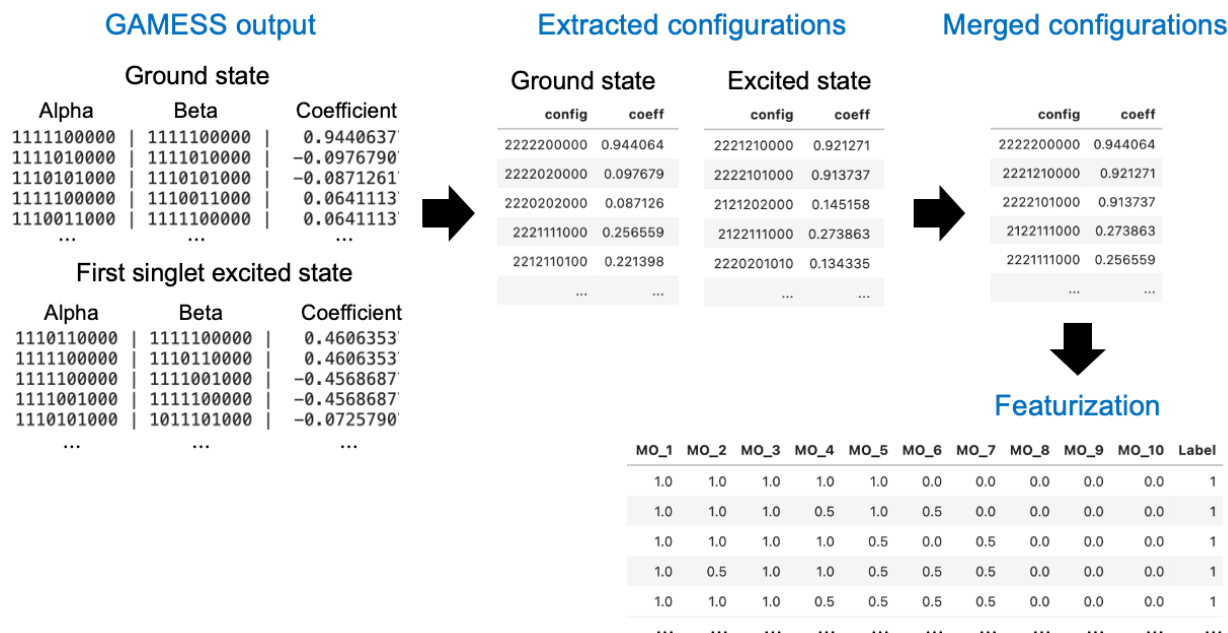 GAMESS output
Extracted configurations
Merged configurations
Ground state
Alpha Beta Coefficient
1111100000 | 1111100000 | 0.9440637
1111010000 | 1111010000 | -0.0976790
1110101000 | 1110101000 | -0.0871261
1111100000 | 1110011000 | 0.0641113
1110011000 | 1111100000 | 0.0641113
... ... ...
First singlet excited state
Alpha Beta Coefficient
1110110000 | 1111100000 | 0.4606353
1111100000 | 1110110000 | 0.4606353
1111100000 | 1111001000 | -0.4568687
1111001000 | 1111100000 | -0.4568687
1110101000 | 1011101000 | -0.0725790
... ... ...
Ground state
config coeff
2222200000 0.944064
2222020000 0.097679
2220202000 0.087126
2221111000 0.256559
2212110100 0.221398
... ...
Excited state
config coeff
2221210000 0.921271
2222101000 0.913737
2121202000 0.145158
2122111000 0.273863
2220201010 0.134335
... ...
config coeff
2222200000 0.944064
2221210000 0.921271
2222101000 0.913737
2122111000 0.273863
2221111000 0.256559
... ...
Featurization
MO_1 MO_2 MO_3 MO_4 MO_5 MO_6 MO_7 MO_8 MO_9 MO_10 Label
1.0 1.0 1.0 1.0 1.0 0.0 0.0 0.0 0.0 0.0 1
1.0 1.0 1.0 0.5 1.0 0.5 0.0 0.0 0.0 0.0 1
1.0 1.0 1.0 1.0 0.5 0.0 0.5 0.0 0.0 0.0 1
1.0 0.5 1.0 1.0 0.5 0.5 0.5 0.0 0.0 0.0 1
1.0 1.0 1.0 0.5 0.5 0.5 0.5 0.0 0.0 0.0 1
... ... ... ... ... ... ... ... ... ... ...